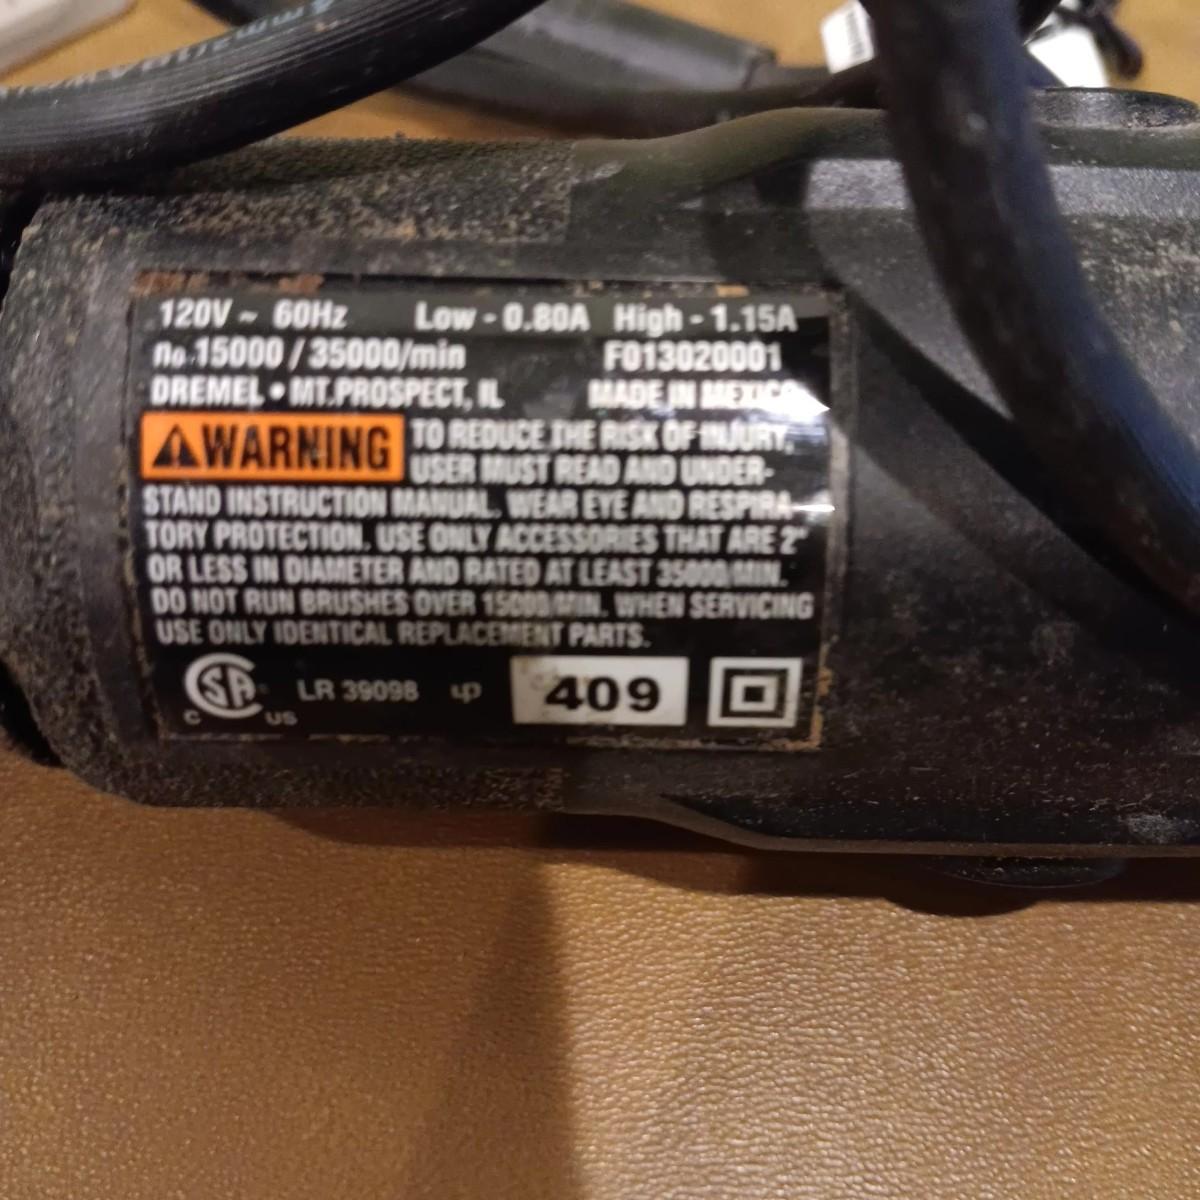 120V ~ 60Hz Low - 0.80A High - 1.15A
no 15000 / 35000/min F013020001
DREMEL • MT.PROSPECT, IL MADE IN MEXICO
WARNING TO REDUCE THE RISK OF INJURY,
USER MUST READ AND UNDER-
STAND INSTRUCTION MANUAL. WEAR EYE AND RESPIRA-
TORY PROTECTION. USE ONLY ACCESSORIES THAT ARE 2"
OR LESS IN DIAMETER AND RATED AT LEAST 35000/MIN.
DO NOT RUN BRUSHES OVER 15000/MIN. WHEN SERVICING
USE ONLY IDENTICAL REPLACEMENT PARTS.
C SA US LR 39098 409